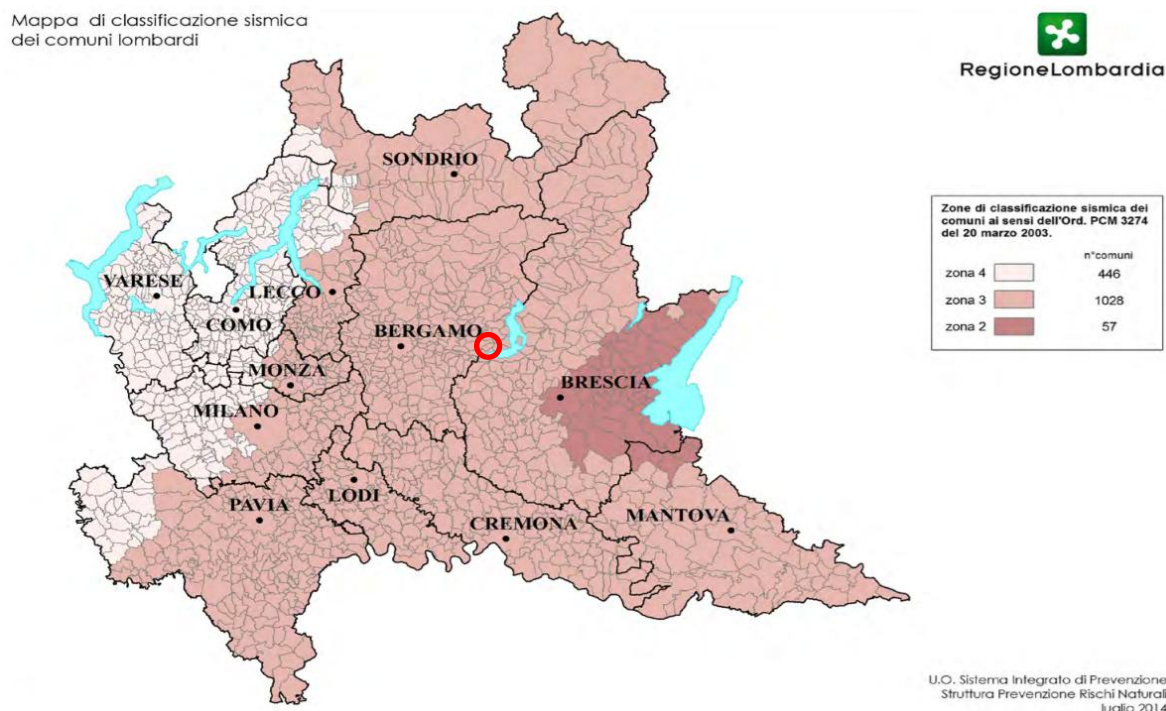 Mappa di classificazione sismica
dei comuni lombardi
RegioneLombardia
SONDRIO
VARESE
LECCO
COMO
BERGAMO
MONZA
BRESCIA
MILANO
LODI
PAVIA
CREMONA
MANTOVA
Zone di classificazione sismica dei
comuni ai sensi dell'Ord. PCM 3274
del 20 marzo 2003.
n°comuni
zona 4 446
zona 3 1028
zona 2 57
U.O. Sistema Integrato di Prevenzione
Struttura Prevenzione Rischi Naturali
luglio 2014